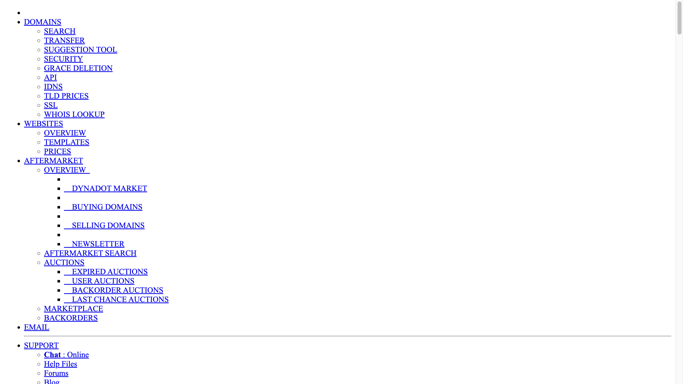 DOMAINS
SEARCH
TRANSFER
SUGGESTION TOOL
SECURITY
GRACE DELETION
API
IDNS
TLD PRICES
SSL
WHOIS LOOKUP
WEBSITES
OVERVIEW
TEMPLATES
PRICES
AFTERMARKET
OVERVIEW
DYNADOT MARKET
BUYING DOMAINS
SELLING DOMAINS
NEWSLETTER
AFTERMARKET SEARCH
AUCTIONS
EXPIRED AUCTIONS
USER AUCTIONS
BACKORDER AUCTIONS
LAST CHANCE AUCTIONS
MARKETPLACE
BACKORDERS
EMAIL
SUPPORT
Chat : Online
Help Files
Forums
Blog